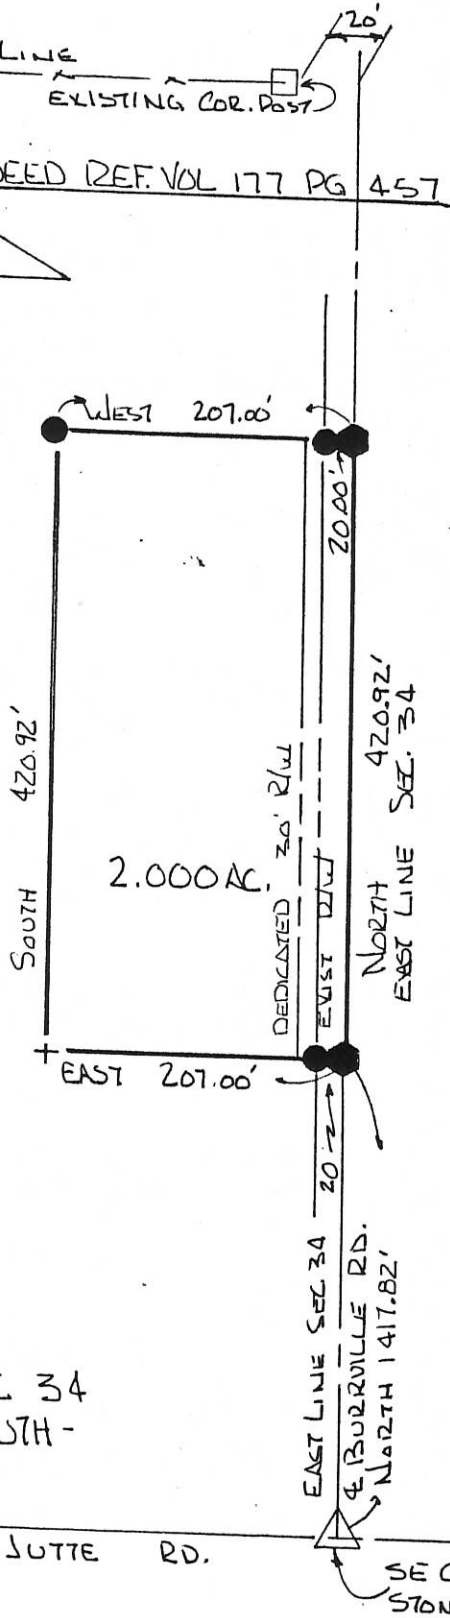 20'
LINE
EXISTING COR. POST
DEED REF. VOL 177 PG 457
WEST 207.00'
20.00'
SOUTH 420.92'
2.000 AC.
DEDICATED 30' R/W
EXIST R/W
NORTH 420.92'
EAST LINE SEC. 34
EAST 207.00'
20'
EAST LINE SEC. 34
℄ BURRVILLE RD.
NORTH 1417.82'
34
UTH -
JUTTE RD.
SE C
STON